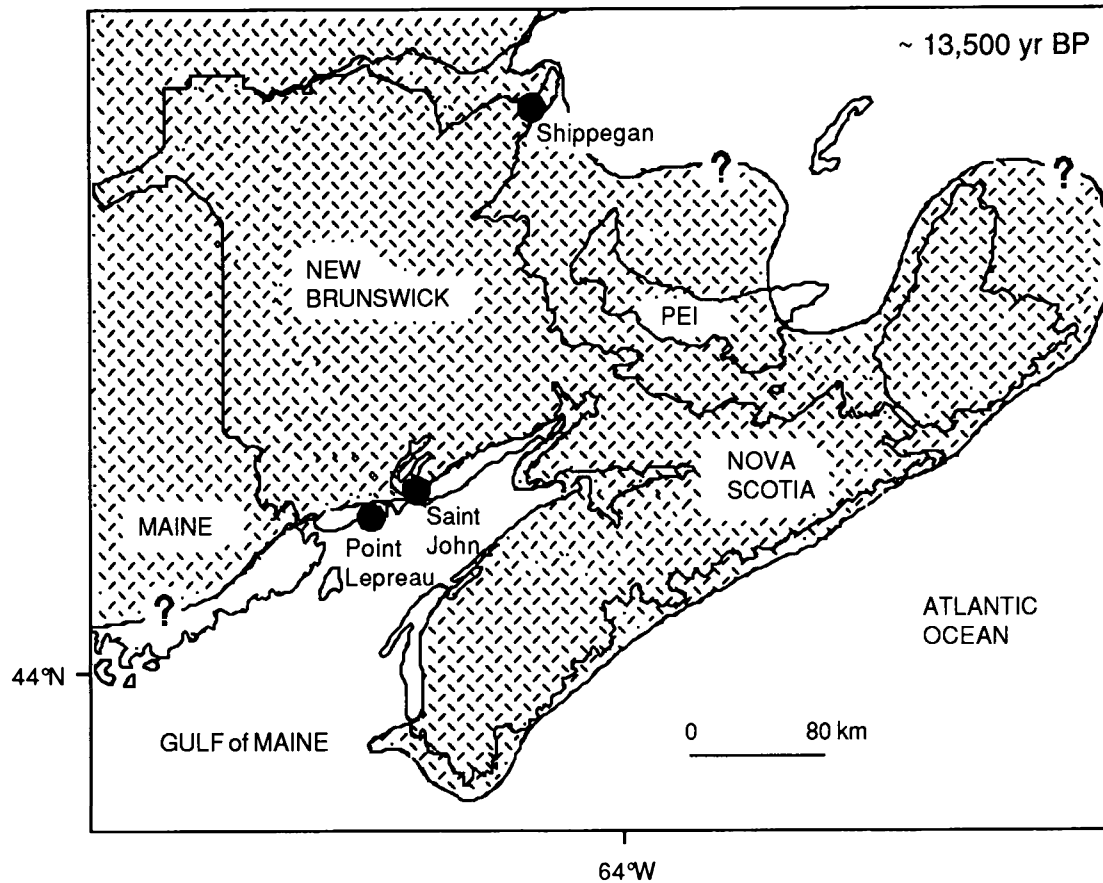 ~ 13,500 yr BP
Shippegan
?
?
NEW
BRUNSWICK
PEI
NOVA
SCOTIA
MAINE
Saint
John
Point
Lepreau
?
ATLANTIC
OCEAN
44°N
GULF of MAINE
0 80 km
64°W